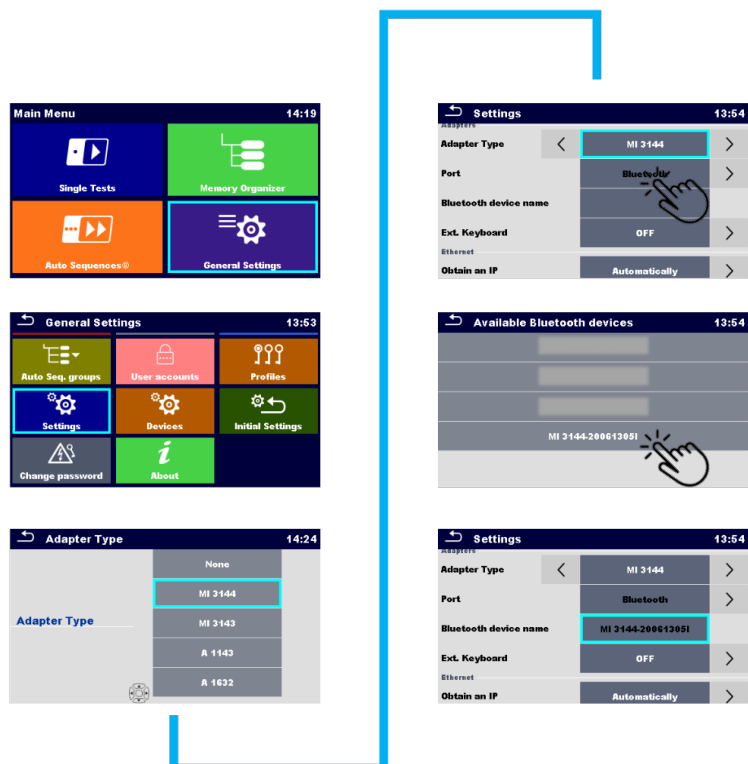 Main Menu 14:19
Single Tests
Memory Organizer
Auto Sequences®
General Settings
General Settings 13:53
Auto Seq. groups
User accounts
Profiles
Settings
Devices
Initial Settings
Change password
About
Adapter Type 14:24
None
MI 3144
Adapter Type
MI 3143
A 1143
A 1632
Settings 13:54
Adapters
Adapter Type MI 3144
Port Bluetooth
Bluetooth device name
Ext. Keyboard OFF
Ethernet
Obtain an IP Automatically
Available Bluetooth devices 13:54
MI 3144-20061305I
Settings 13:54
Adapters
Adapter Type MI 3144
Port Bluetooth
Bluetooth device name MI 3144-20061305I
Ext. Keyboard OFF
Ethernet
Obtain an IP Automatically